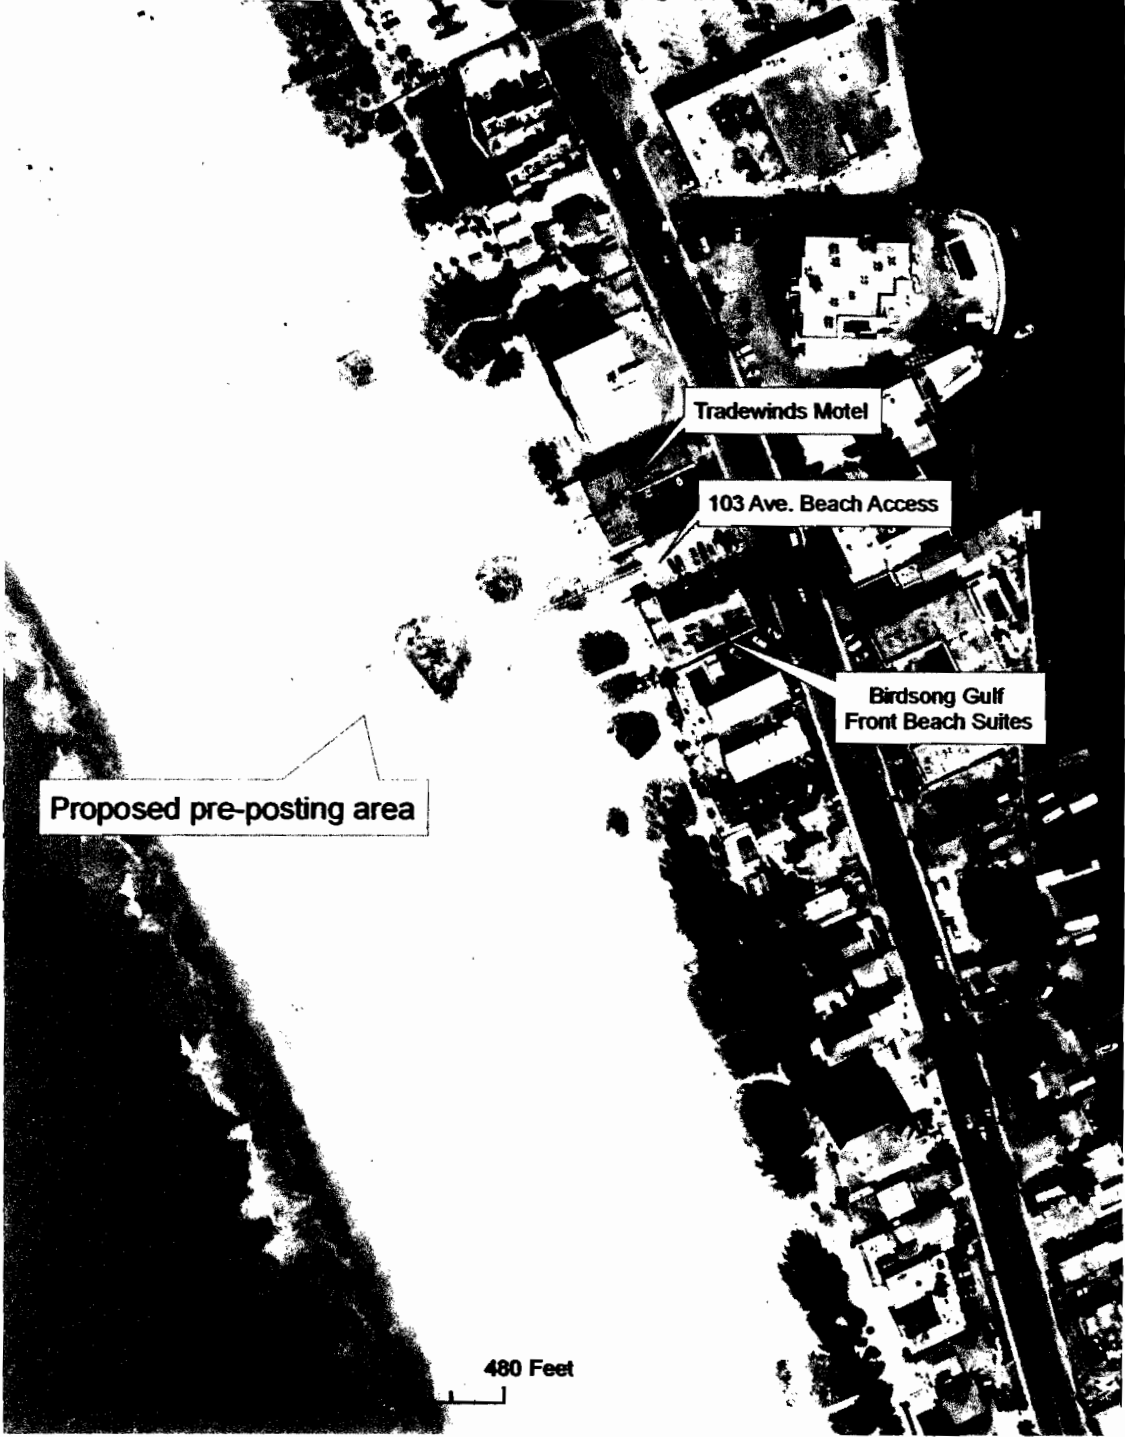 Tradewinds Motel
103 Ave. Beach Access
Birdsong Gulf
Front Beach Suites
Proposed pre-posting area
480 Feet